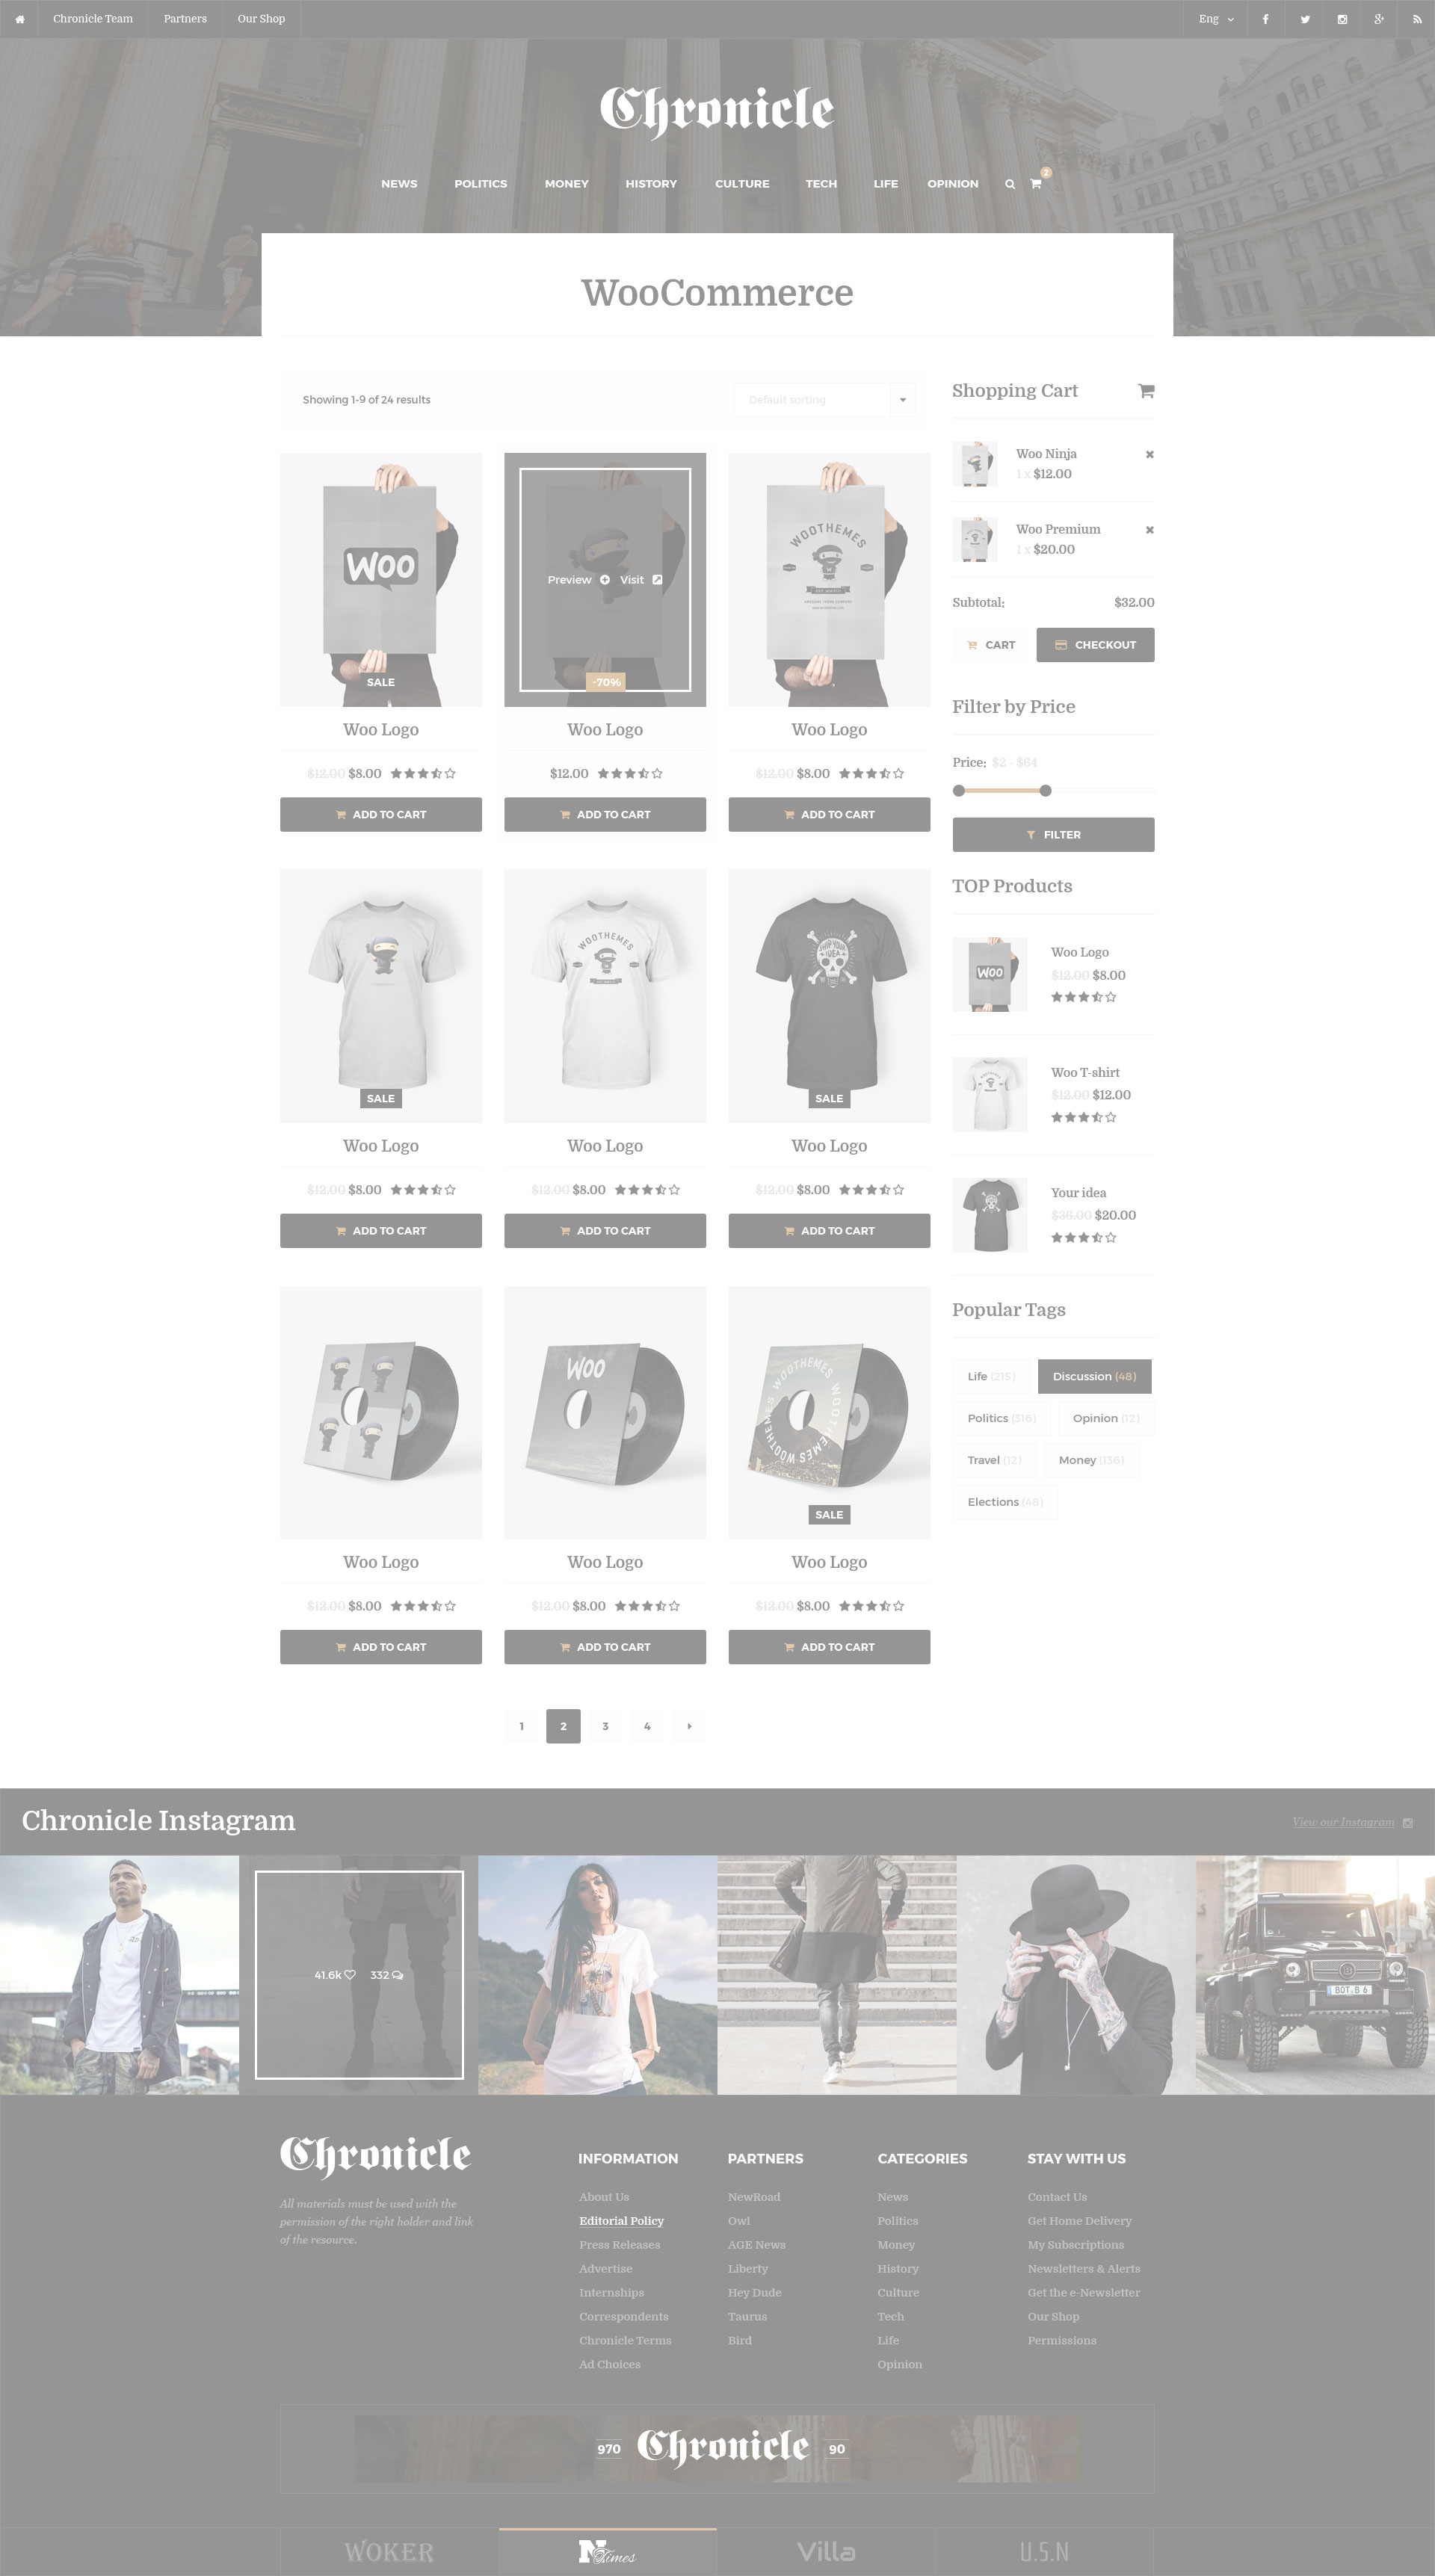 Chronicle Team Partners Our Shop Eng
Chronicle
NEWS POLITICS MONEY HISTORY CULTURE TECH LIFE OPINION 2
WooCommerce
Showing 1-9 of 24 results Default sorting
WOO
SALE
Woo Logo
$12.00 $8.00
ADD TO CART
Preview Visit
-70%
Woo Logo
$12.00
ADD TO CART
WOOTHEMES
Woo Logo
$12.00 $8.00
ADD TO CART
SALE
Woo Logo
$12.00 $8.00
ADD TO CART
WOOTHEMES
Woo Logo
$12.00 $8.00
ADD TO CART
SHIP YOUR
IDEA
SALE
Woo Logo
$12.00 $8.00
ADD TO CART
Woo Logo
$12.00 $8.00
ADD TO CART
WOO
Woo Logo
$12.00 $8.00
ADD TO CART
WOOTHEMES WOOTHEMES WOOTHEMES
SALE
Woo Logo
$12.00 $8.00
ADD TO CART
1 2 3 4
Shopping Cart
Woo Ninja
1 x $12.00
Woo Premium
1 x $20.00
Subtotal: $32.00
CART CHECKOUT
Filter by Price
Price: $2 - $64
FILTER
TOP Products
WOO
Woo Logo
$12.00 $8.00
Woo T-shirt
$12.00 $12.00
Your idea
$36.00 $20.00
Popular Tags
Life (215) Discussion (48)
Politics (316) Opinion (12)
Travel (12) Money (136)
Elections (48)
Chronicle Instagram View our Instagram
41.6k 332
BOT B 6
Chronicle
All materials must be used with the
permission of the right holder and link
of the resource.
INFORMATION
About Us
Editorial Policy
Press Releases
Advertise
Internships
Correspondents
Chronicle Terms
Ad Choices
PARTNERS
NewRoad
Owl
AGE News
Liberty
Hey Dude
Taurus
Bird
CATEGORIES
News
Politics
Money
History
Culture
Tech
Life
Opinion
STAY WITH US
Contact Us
Get Home Delivery
My Subscriptions
Newsletters & Alerts
Get the e-Newsletter
Our Shop
Permissions
970 Chronicle 90
WOKER N Times Villa U.S.N